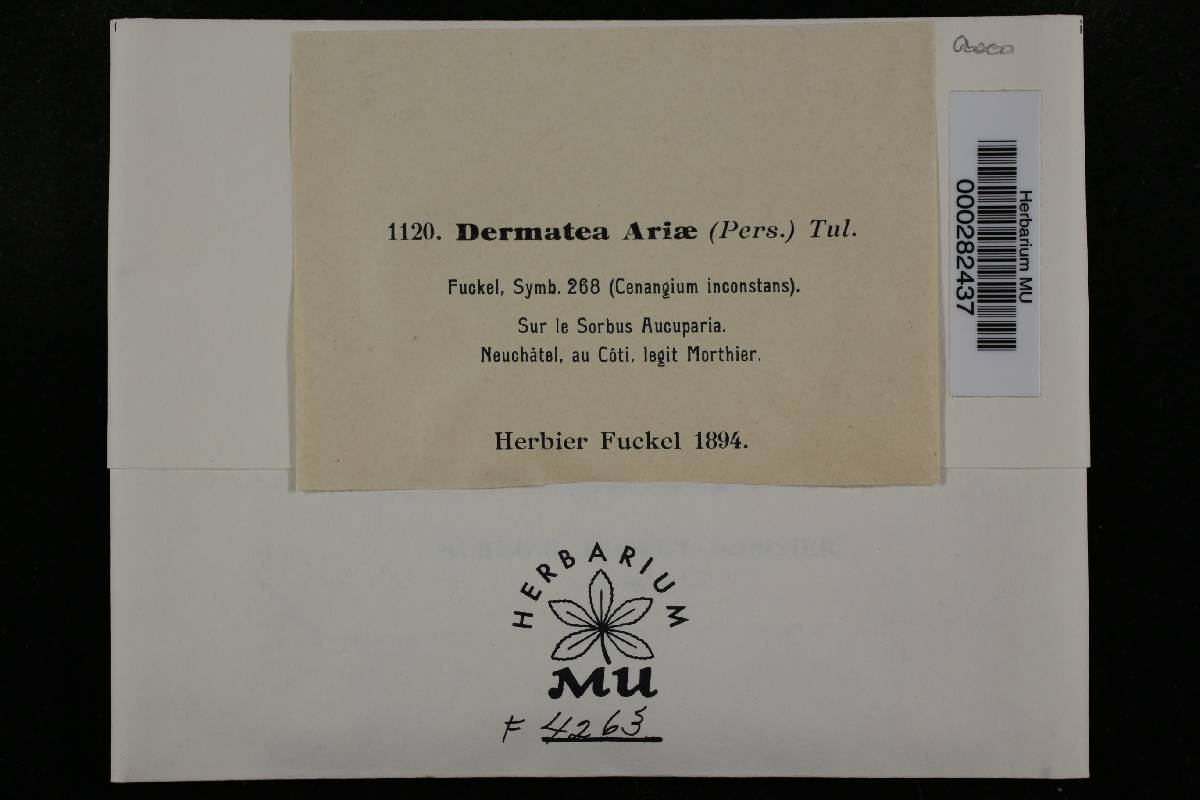 Asco
1120. Dermatea Ariæ (Pers.) Tul.
Fuckel, Symb. 268 (Cenangium inconstans).
Sur le Sorbus Aucuparia.
Neuchâtel, au Côti, legit Morthier.
Herbier Fuckel 1894.
Herbarium MU
000282437
HERBARIUM
MU
F 4263